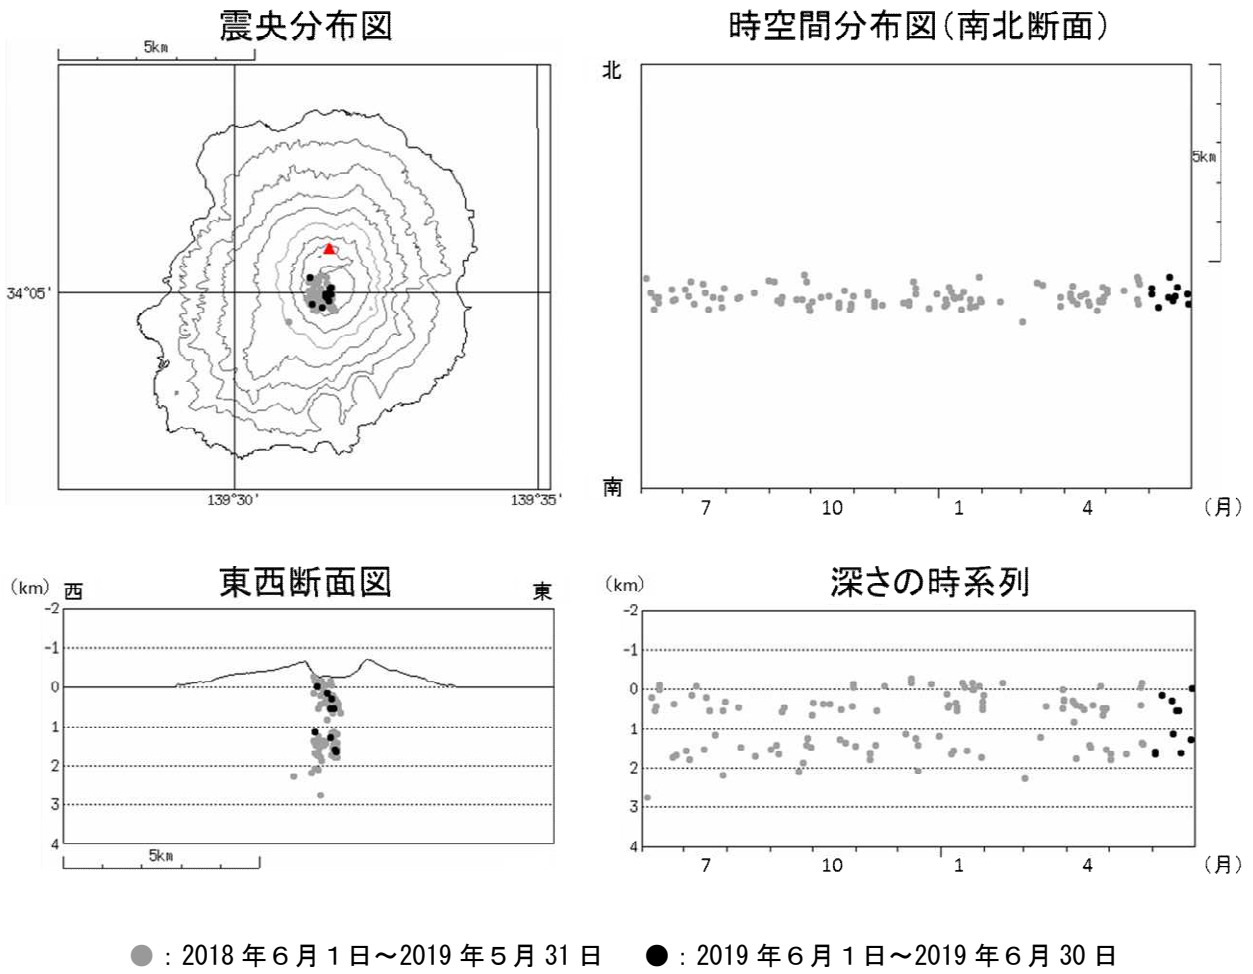 震央分布図
5km
34°05'
139°30'
139°35'
時空間分布図(南北断面)
北
5km
南
7
10
1
4
(月)
東西断面図
(km)
西
東
-2
-1
0
1
2
3
4
5km
深さの時系列
(km)
-2
-1
0
1
2
3
4
7
10
1
4
(月)
●：2018年６月１日～2019年５月31日 ●：2019年６月１日～2019年６月30日